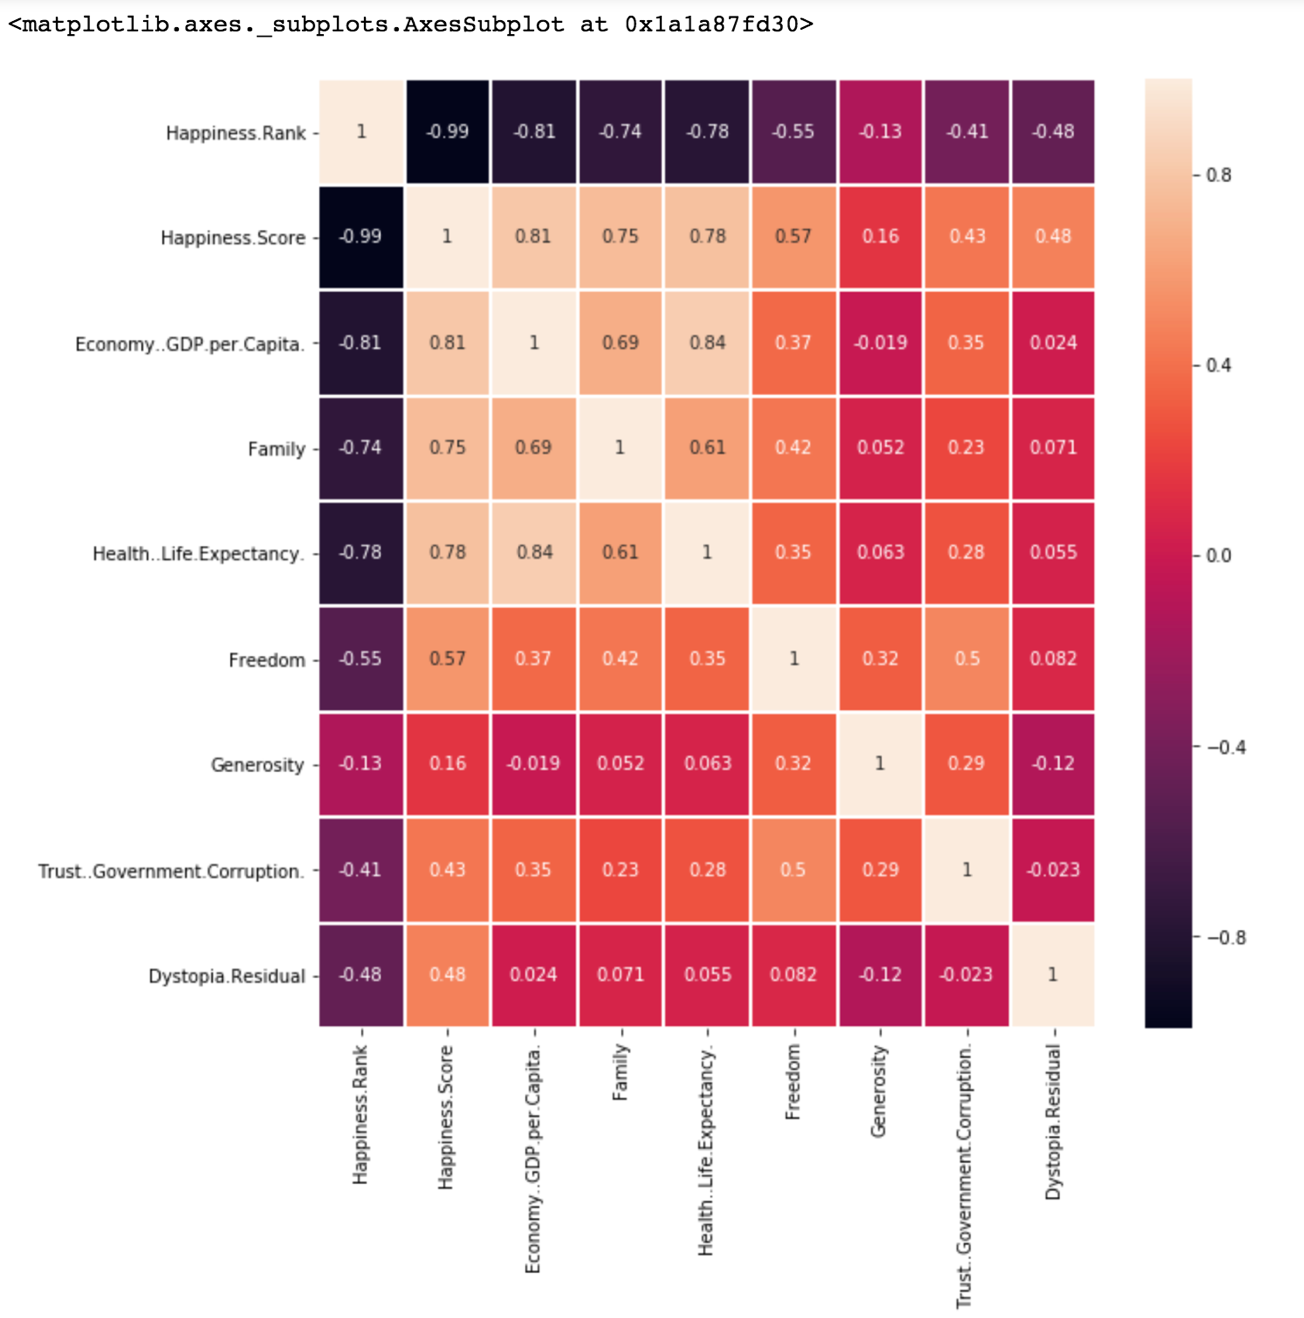 <matplotlib.axes._subplots.AxesSubplot at 0x1a1a87fd30>
Happiness.Rank 1 -0.99 -0.81 -0.74 -0.78 -0.55 -0.13 -0.41 -0.48
Happiness.Score -0.99 1 0.81 0.75 0.78 0.57 0.16 0.43 0.48
Economy..GDP.per.Capita. -0.81 0.81 1 0.69 0.84 0.37 -0.019 0.35 0.024
Family -0.74 0.75 0.69 1 0.61 0.42 0.052 0.23 0.071
Health..Life.Expectancy. -0.78 0.78 0.84 0.61 1 0.35 0.063 0.28 0.055
Freedom -0.55 0.57 0.37 0.42 0.35 1 0.32 0.5 0.082
Generosity -0.13 0.16 -0.019 0.052 0.063 0.32 1 0.29 -0.12
Trust..Government.Corruption. -0.41 0.43 0.35 0.23 0.28 0.5 0.29 1 -0.023
Dystopia.Residual -0.48 0.48 0.024 0.071 0.055 0.082 -0.12 -0.023 1
Happiness.Rank
Happiness.Score
Economy..GDP.per.Capita.
Family
Health..Life.Expectancy.
Freedom
Generosity
Trust..Government.Corruption.
Dystopia.Residual
0.8
0.4
0.0
−0.4
−0.8